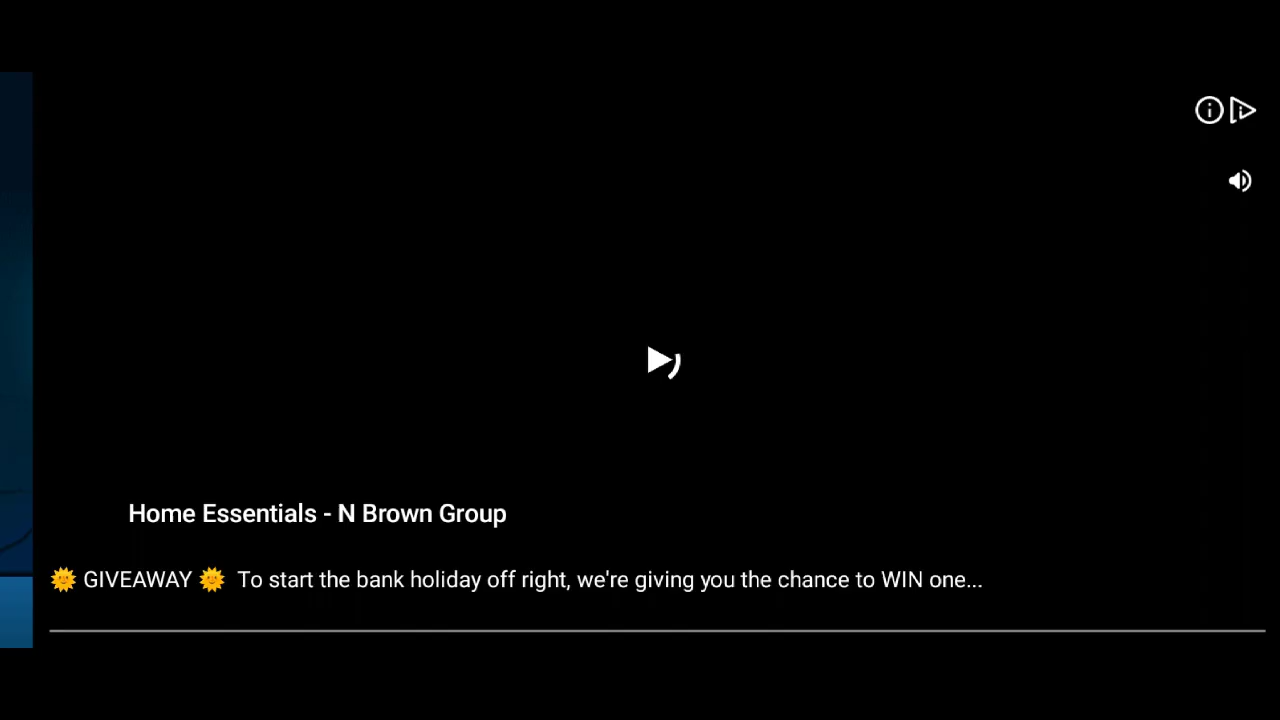 Home Essentials - N Brown Group
🌞 GIVEAWAY 🌞 To start the bank holiday off right, we're giving you the chance to WIN one...